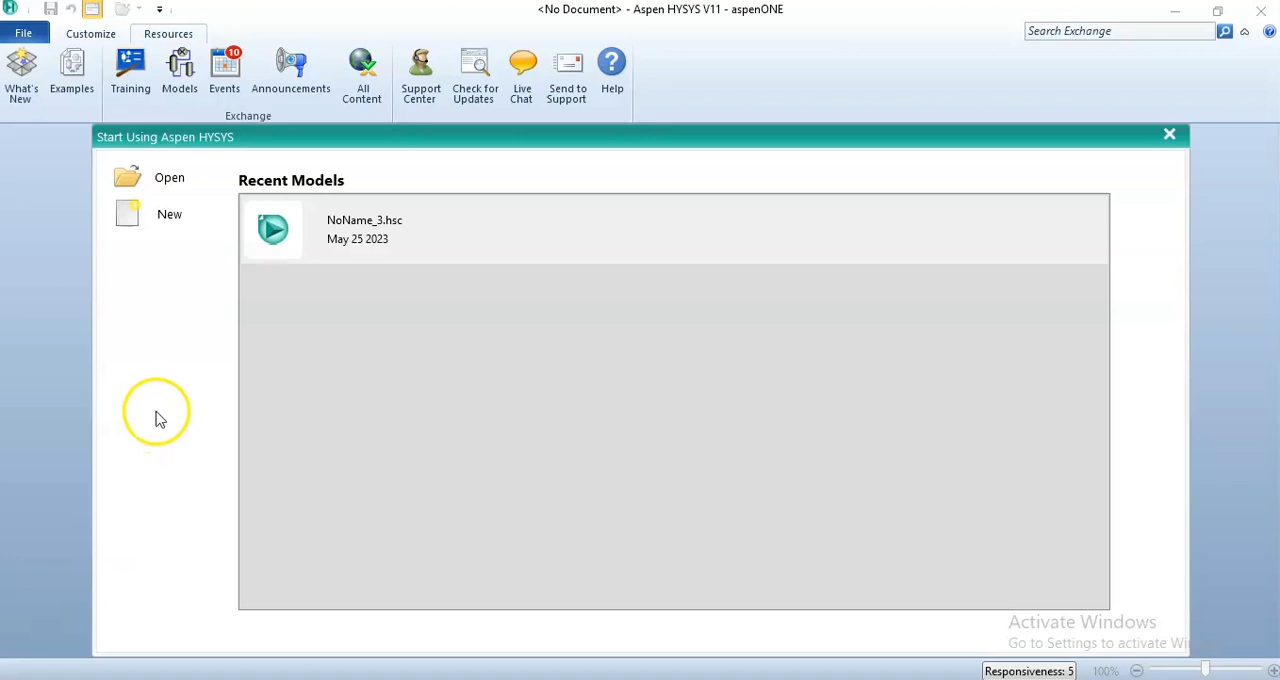 <No Document> - Aspen HYSYS V11 - aspenONE
File
Customize
Resources
Search Exchange
What's New
Examples
Training
Models
10
Events
Announcements
All Content
Support Center
Check for Updates
Live Chat
Send to Support
Help
Exchange
Start Using Aspen HYSYS
Open
New
Recent Models
NoName_3.hsc
May 25 2023
Activate Windows
Go to Settings to activate
Responsiveness: 5
100%